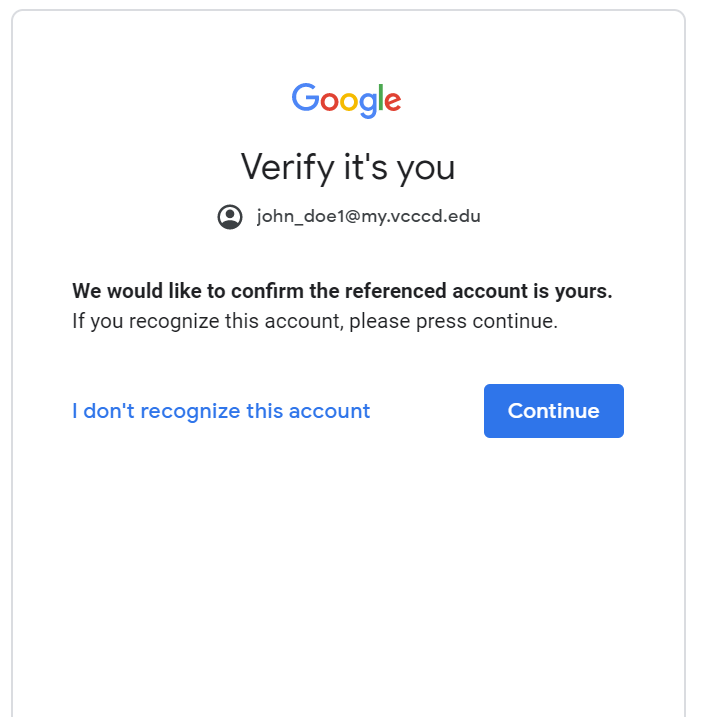 Google
Verify it's you
john_doe1@my.vcccd.edu
We would like to confirm the referenced account is yours.
If you recognize this account, please press continue.
I don't recognize this account
Continue